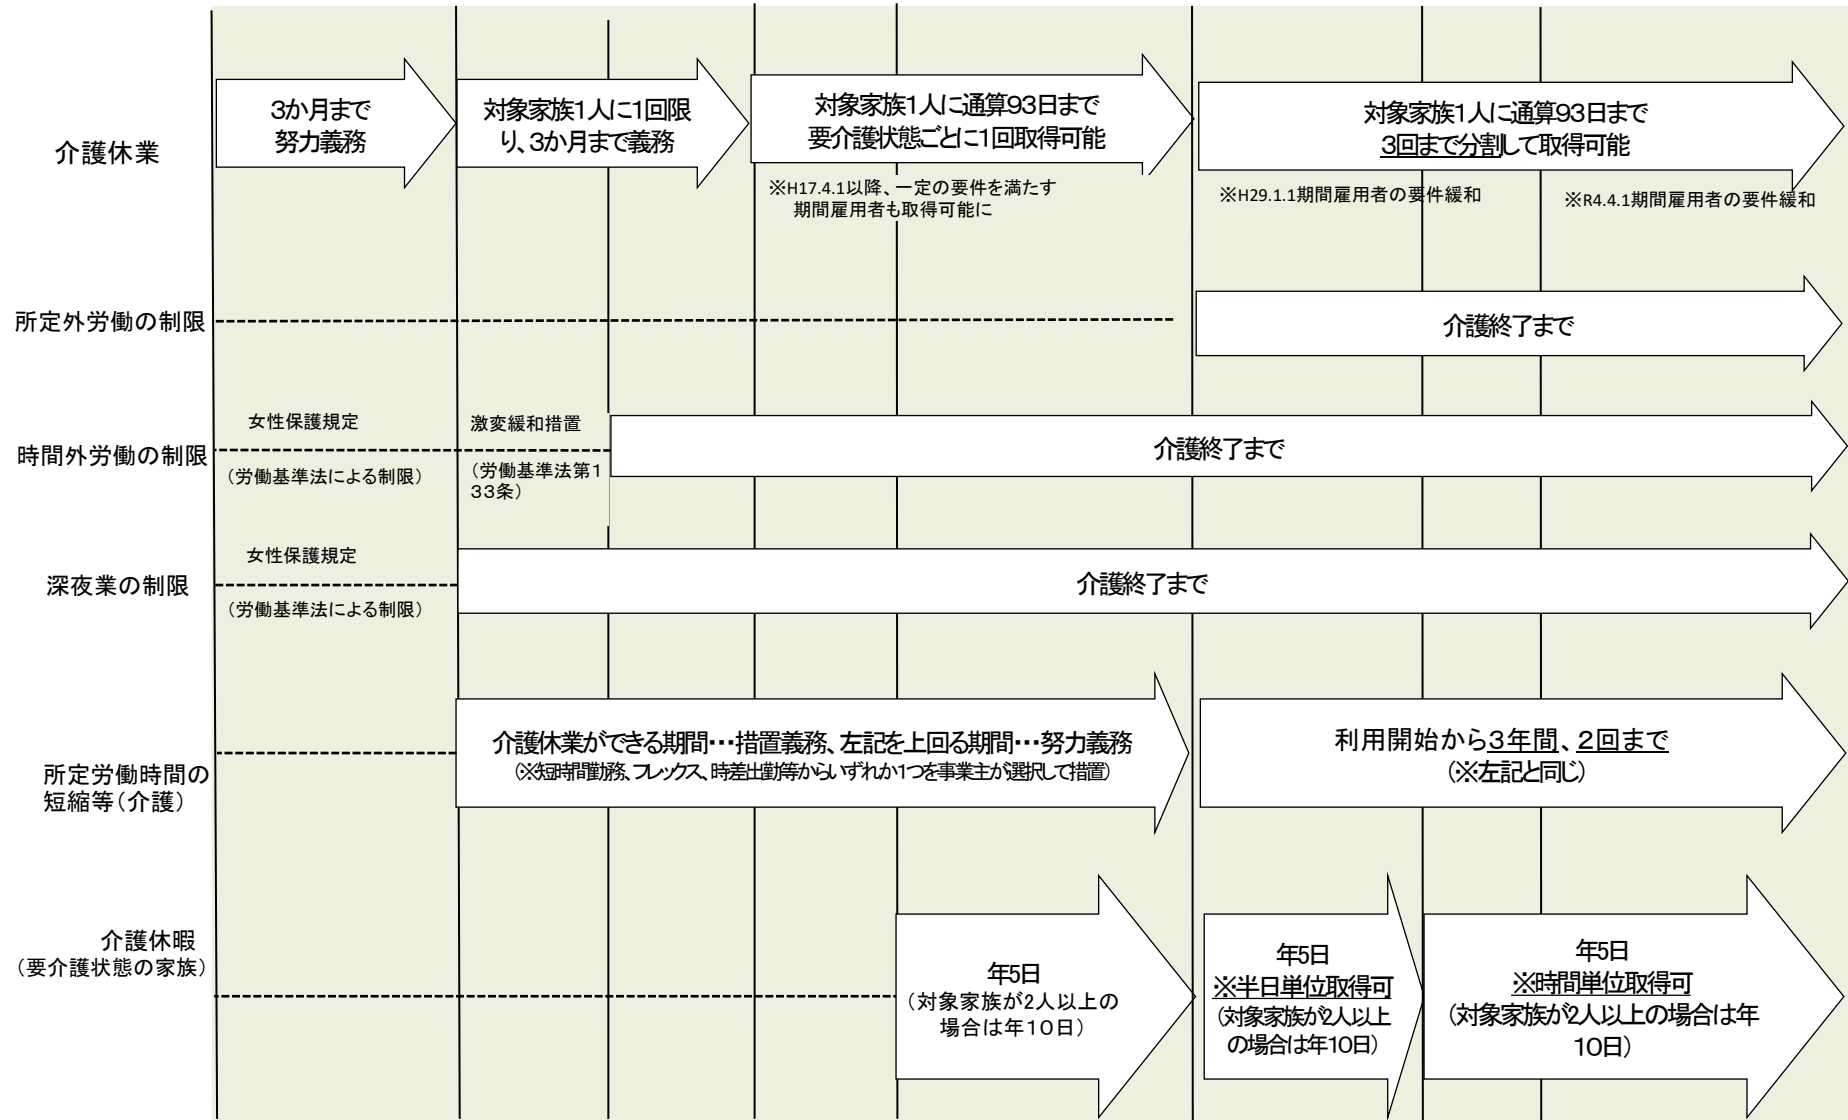 介護休業
3か月まで
努力義務
対象家族1人に1回限
り、3か月まで義務
対象家族1人に通算93日まで
要介護状態ごとに1回取得可能
※H17.4.1以降、一定の要件を満たす
期間雇用者も取得可能に
対象家族1人に通算93日まで
3回まで分割して取得可能
※H29.1.1期間雇用者の要件緩和
※R4.4.1期間雇用者の要件緩和
所定外労働の制限
介護終了まで
時間外労働の制限
女性保護規定
（労働基準法による制限）
激変緩和措置
（労働基準法第1
33条）
介護終了まで
深夜業の制限
女性保護規定
（労働基準法による制限）
介護終了まで
所定労働時間の
短縮等（介護）
介護休業ができる期間…措置義務、左記を上回る期間…努力義務
（※短時間勤務、フレックス、時差出勤等からいずれか1つを事業主が選択して措置）
利用開始から3年間、2回まで
（※左記と同じ）
介護休暇
（要介護状態の家族）
年5日
（対象家族が2人以上の
場合は年10日）
年5日
※半日単位取得可
（対象家族が2人以上
の場合は年10日）
年5日
※時間単位取得可
（対象家族が2人以上の場合は年
10日）